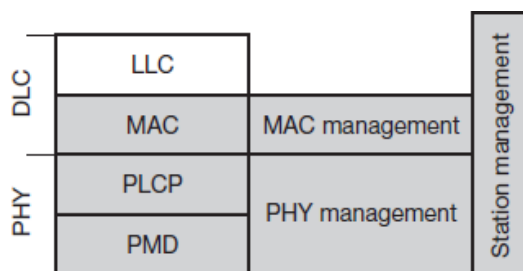 DLC
LLC
MAC
MAC management
PHY
PLCP
PHY management
PMD
Station management